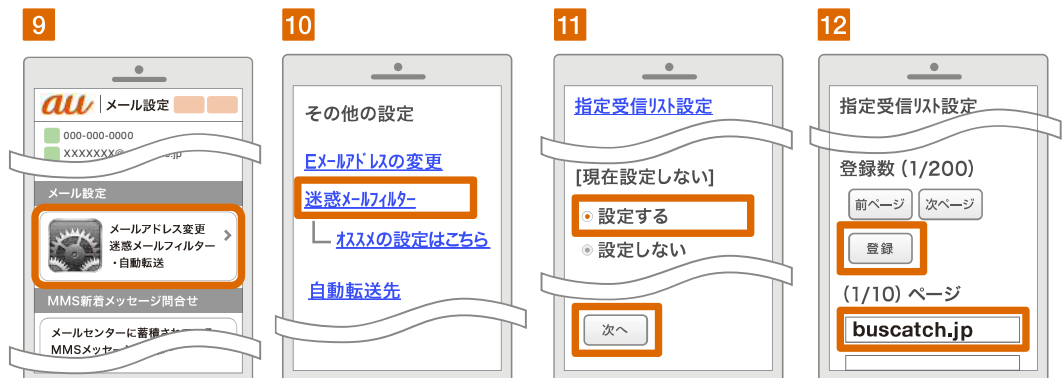 9
au メール設定
000-000-0000
XXXXXXX@
.jp
メール設定
メールアドレス変更
迷惑メールフィルター
・自動転送
MMS新着メッセージ問合せ
メールセンターに蓄積され
MMSメッセー
10
その他の設定
Eメールアドレスの変更
迷惑メールフィルター
オススメの設定はこちら
自動転送先
11
指定受信リスト設定
[現在設定しない]
設定する
設定しない
次へ
12
指定受信リスト設定
登録数 (1/200)
前ページ 次ページ
登録
(1/10) ページ
buscatch.jp